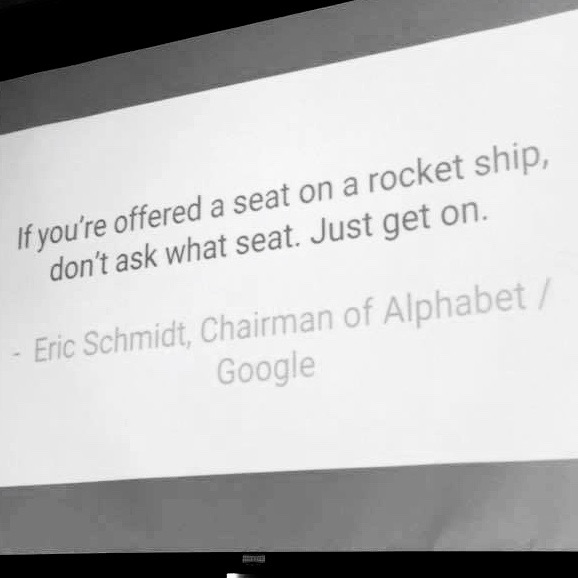 If you're offered a seat on a rocket ship,
don't ask what seat. Just get on.
- Eric Schmidt, Chairman of Alphabet /
Google